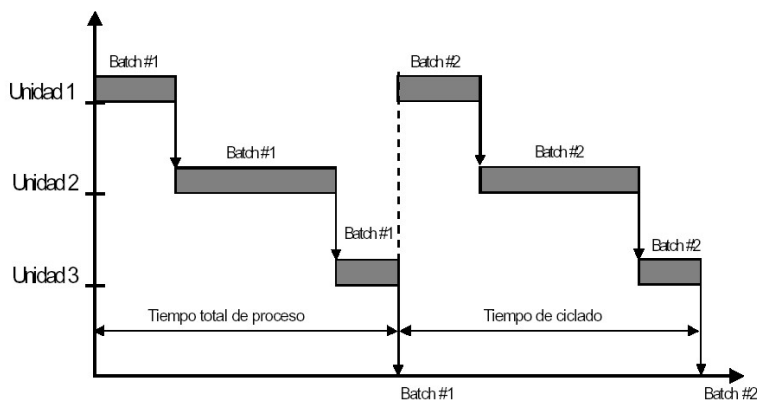 Batch #1
Batch #2
Unidad 1
Batch #1
Batch #2
Unidad 2
Batch #1
Batch #2
Unidad 3
Tiempo total de proceso
Tiempo de ciclado
Batch #1
Batch #2